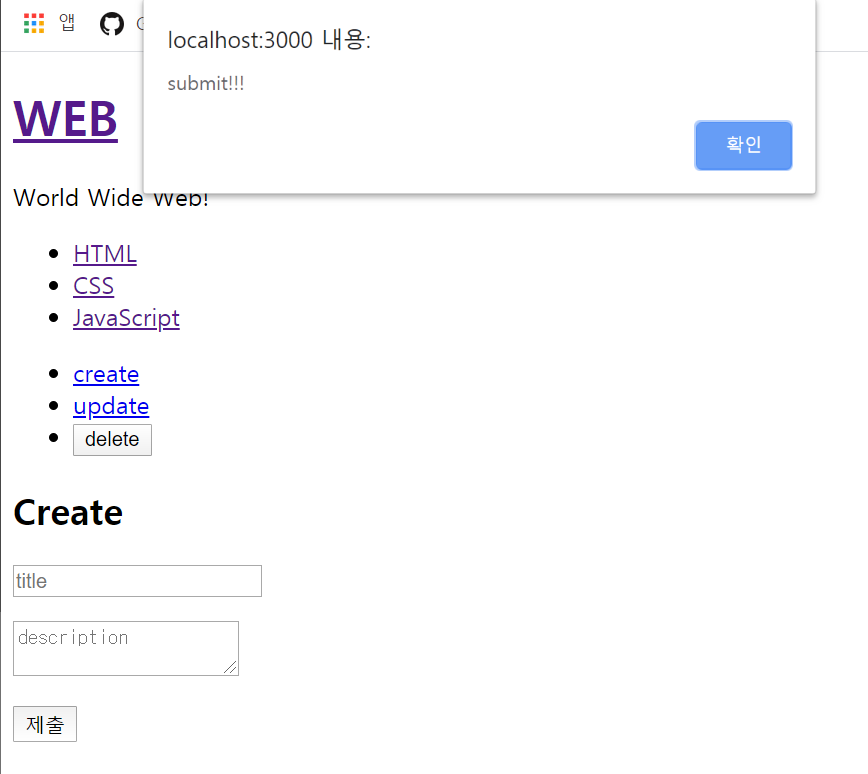 앱
localhost:3000 내용:
submit!!!
확인
WEB
World Wide Web!
HTML
CSS
JavaScript
create
update
delete
Create
title
description
제출